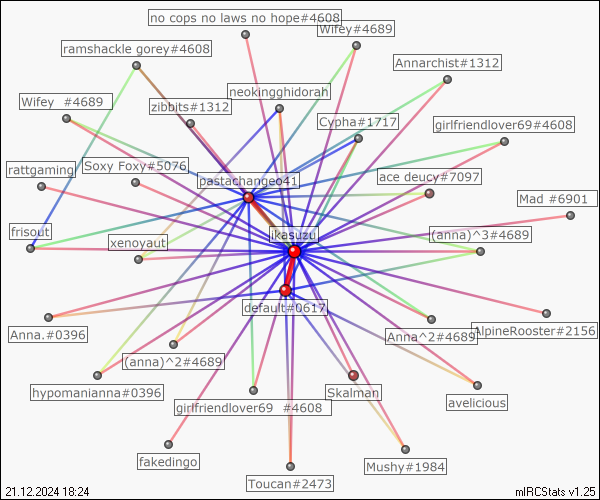 no cops no laws no hope#4608
Wifey#4689
ramshackle gorey#4608
Annarchist#1312
neokingghidorah
Wifey  #4689
zibbits#1312
Cypha#1717
girlfriendlover69#4608
rattgaming
Soxy Foxy#5076
pastachangeo41
ace deucy#7097
Mad #6901
frisout
xenoyaut
ikasuzu
(anna)^3#4689
default#0617
Anna.#0396
Anna^2#4689
AlpineRooster#2156
(anna)^2#4689
hypomanianna#0396
girlfriendlover69  #4608
Skalman
avelicious
fakedingo
Toucan#2473
Mushy#1984
21.12.2024 18:24
mIRCStats v1.25